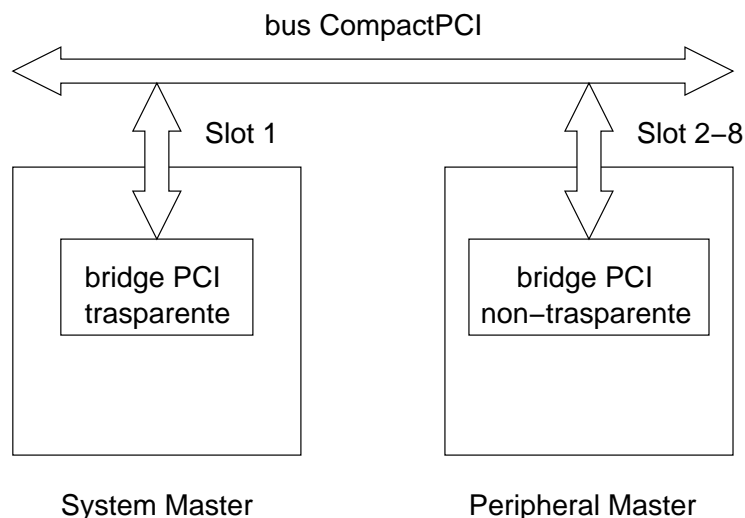 bus CompactPCI
Slot 1
Slot 2−8
bridge PCI
trasparente
bridge PCI
non−trasparente
System Master
Peripheral Master